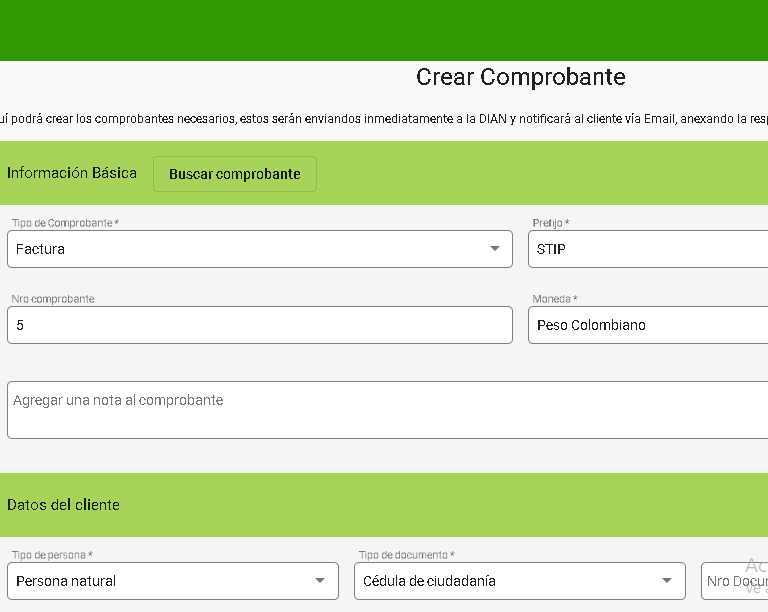 Crear Comprobante
uí podrá crear los comprobantes necesarios, estos serán enviandos inmediatamente a la DIAN y notificará al cliente vía Email, anexando la resp
Información Básica Buscar comprobante
Tipo de Comprobante * Prefijo *
Factura STIP
Nro comprobante Moneda *
5 Peso Colombiano
Agregar una nota al comprobante
Datos del cliente
Tipo de persona * Tipo de documento *
Persona natural Cédula de ciudadanía Nro Docu